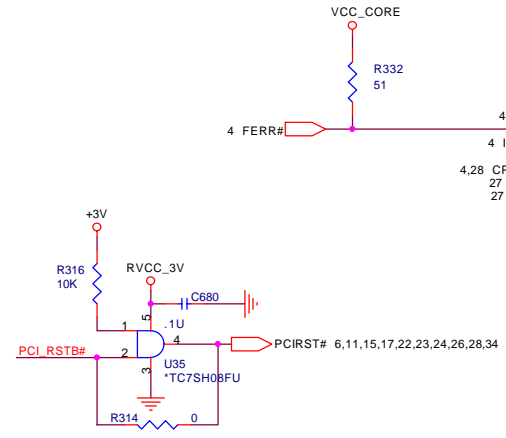 VCC_CORE
R332
51
4 FERR#
4
4 I
4,28 CP
27
27
+3V
R316
10K
RVCC_3V
C680
.1U
5
1
4
PCI_RSTB#
2
3
PCIRST# 6,11,15,17,22,23,24,26,28,34
U35
*TC7SH08FU
R314 0